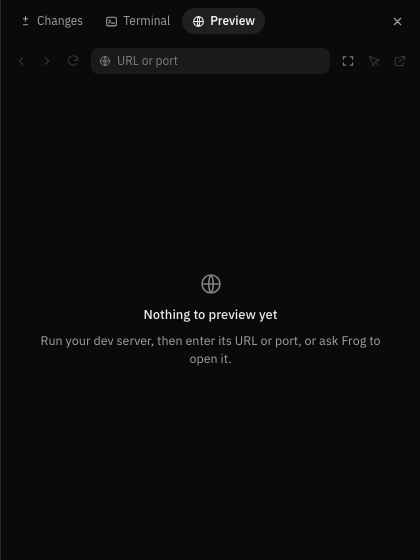 Changes
Terminal
Preview
URL or port
Nothing to preview yet
Run your dev server, then enter its URL or port, or ask Frog to
open it.